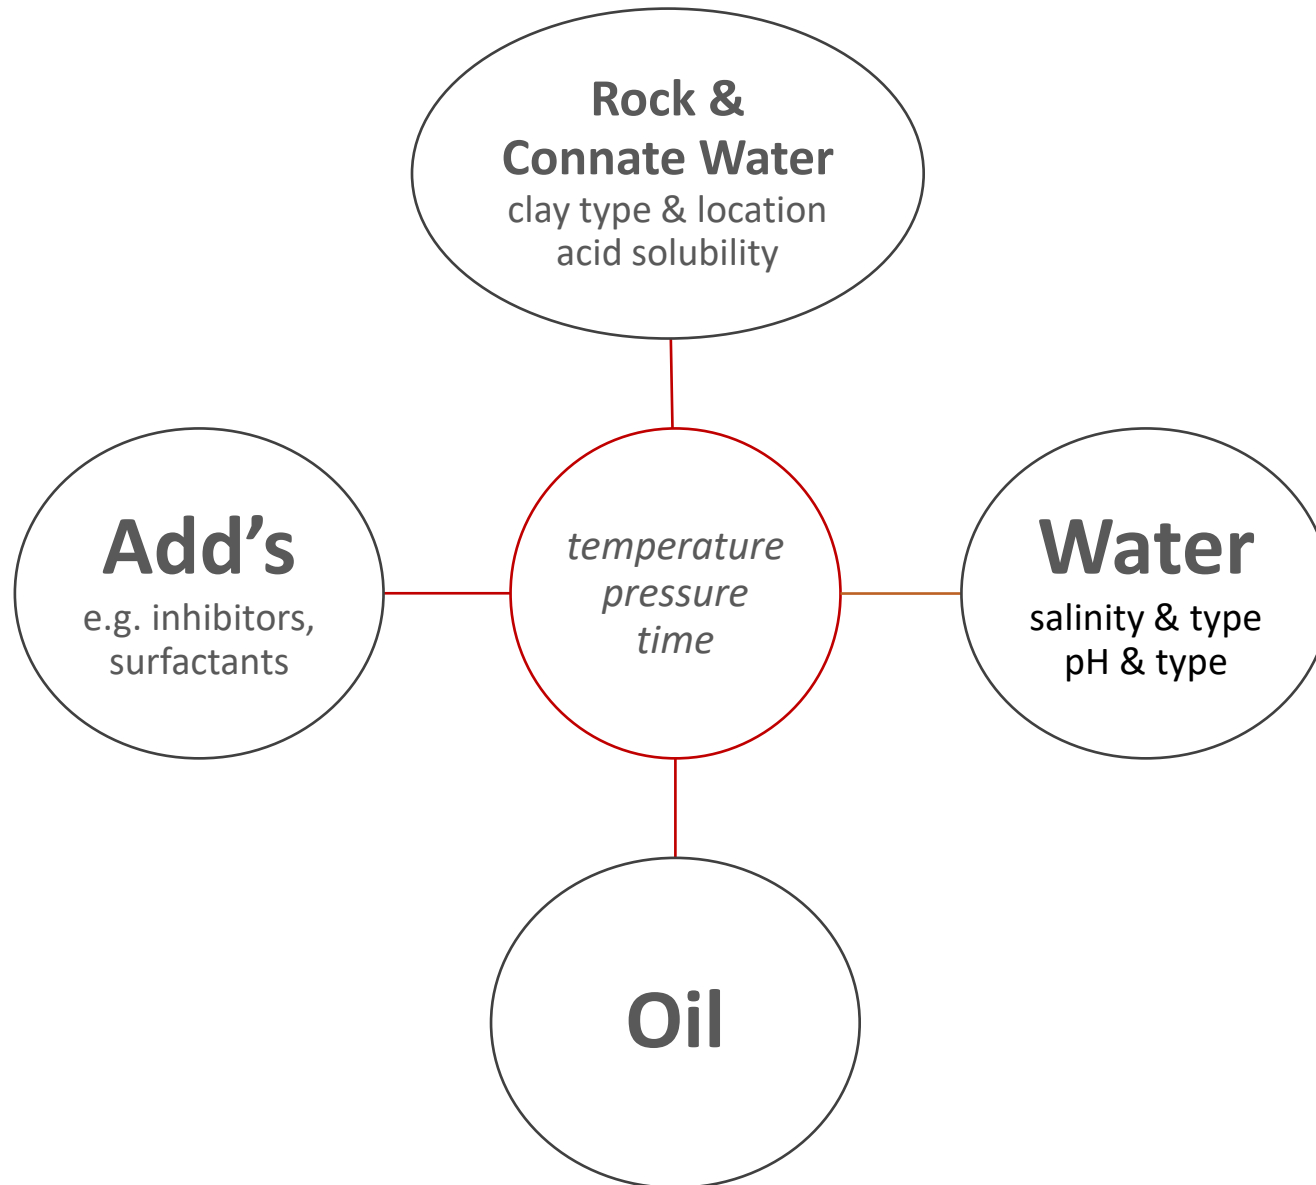 Rock &
Connate Water
clay type & location
acid solubility
Add’s
e.g. inhibitors,
surfactants
temperature
pressure
time
Water
salinity & type
pH & type
Oil